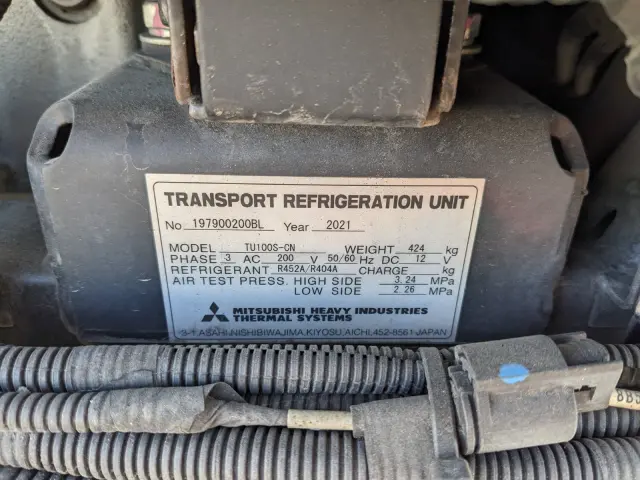 TRANSPORT REFRIGERATION UNIT
No 197900200BL Year 2021
MODEL TU100S-CN WEIGHT 424 kg
PHASE 3 AC 200 V 50/60 Hz DC 12 V
REFRIGERANT R452A/R404A CHARGE kg
AIR TEST PRESS. HIGH SIDE 3.24 MPa
LOW SIDE 2.26 MPa
MITSUBISHI HEAVY INDUSTRIES
THERMAL SYSTEMS
3-1, ASAHI, NISHIBIWAJIMA, KIYOSU, AICHI, 452-8561 JAPAN